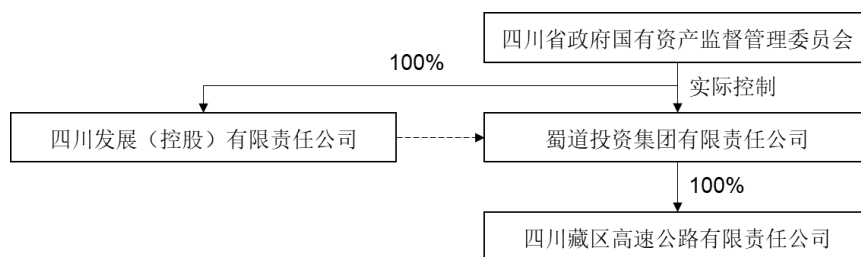 四川省政府国有资产监督管理委员会
100%
实际控制
四川发展（控股）有限责任公司
蜀道投资集团有限责任公司
100%
四川藏区高速公路有限责任公司